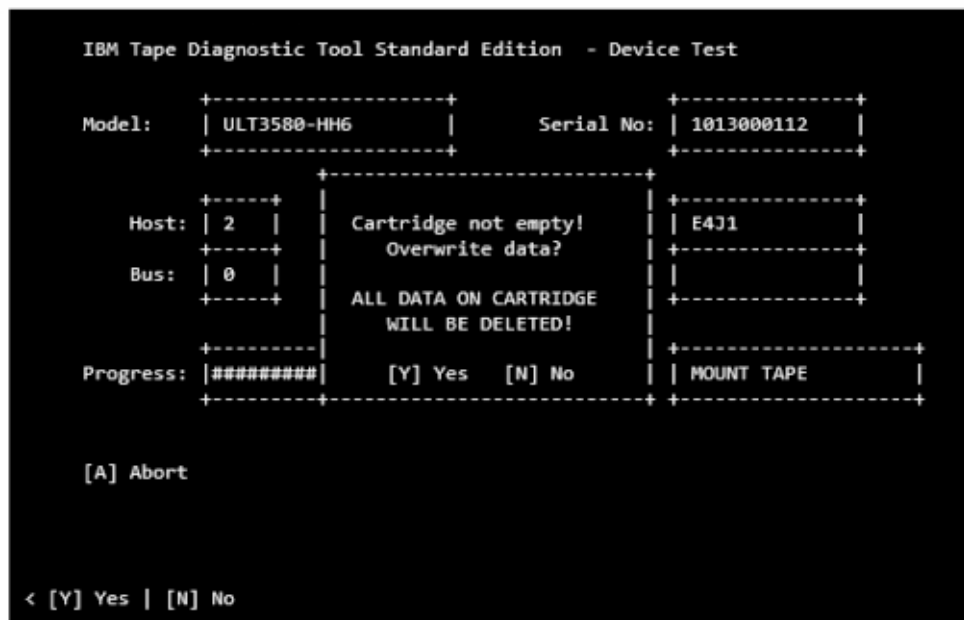 IBM Tape Diagnostic Tool Standard Edition - Device Test
Model: ULT3580-HH6 Serial No: 1013000112
Host: 2 Cartridge not empty! E4J1
Overwrite data?
Bus: 0
ALL DATA ON CARTRIDGE
WILL BE DELETED!
Progress: ######### [Y] Yes [N] No MOUNT TAPE
[A] Abort
< [Y] Yes | [N] No